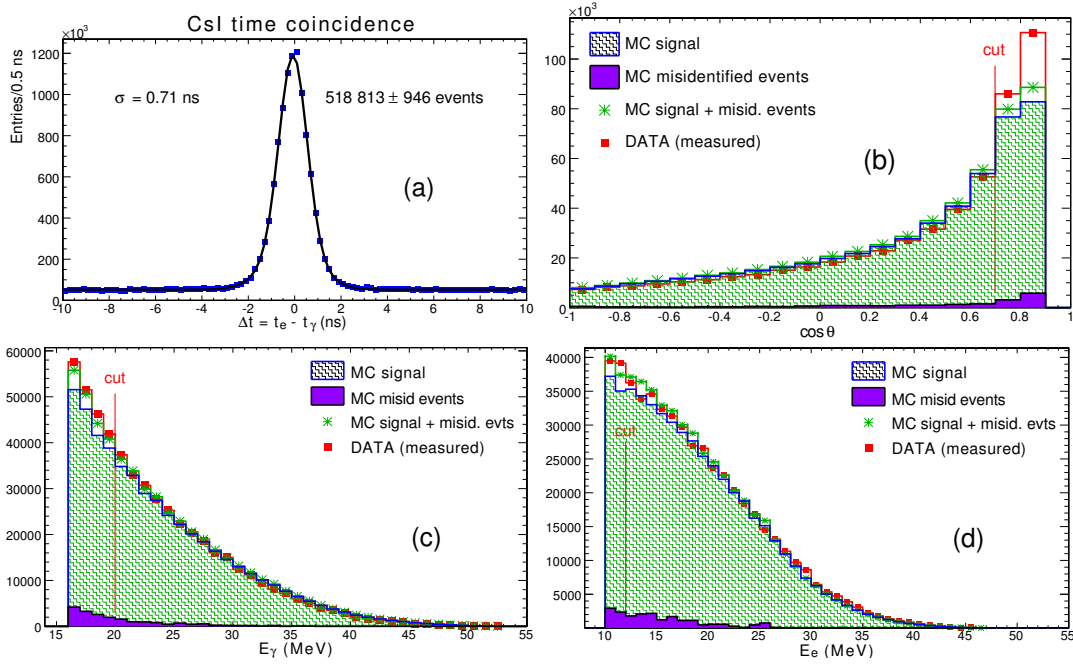 CsI time coincidence
×10³
Entries/0.5 ns
1200
1000
800
600
400
200
0
σ = 0.71 ns
518 813 ± 946 events
(a)
-10 -8 -6 -4 -2 0 2 4 6 8 10
Δt = t_e - t_γ (ns)
×10³
100
80
60
40
20
0
MC signal
MC misidentified events
MC signal + misid. events
DATA (measured)
cut
(b)
-1 -0.8 -0.6 -0.4 -0.2 0 0.2 0.4 0.6 0.8 1
cos θ
60000
50000
40000
30000
20000
10000
0
cut
MC signal
MC misid events
MC signal + misid. evts
DATA (measured)
(c)
15 20 25 30 35 40 45 50 55
E_γ (MeV)
40000
35000
30000
25000
20000
15000
10000
5000
cut
MC signal
MC misid events
MC signal + misid. events
DATA (measured)
(d)
10 15 20 25 30 35 40 45 50 55
E_e (MeV)